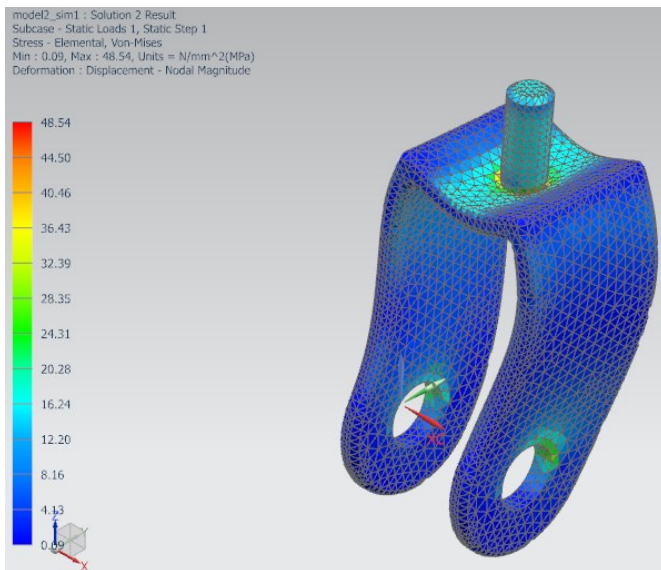 model2_sim1 : Solution 2 Result
Subcase - Static Loads 1, Static Step 1
Stress - Elemental, Von-Mises
Min : 0.09, Max : 48.54, Units = N/mm^2(MPa)
Deformation : Displacement - Nodal Magnitude
48.54
44.50
40.46
36.43
32.39
28.35
24.31
20.28
16.24
12.20
8.16
4.13
0.09
XC
Z
Y
X